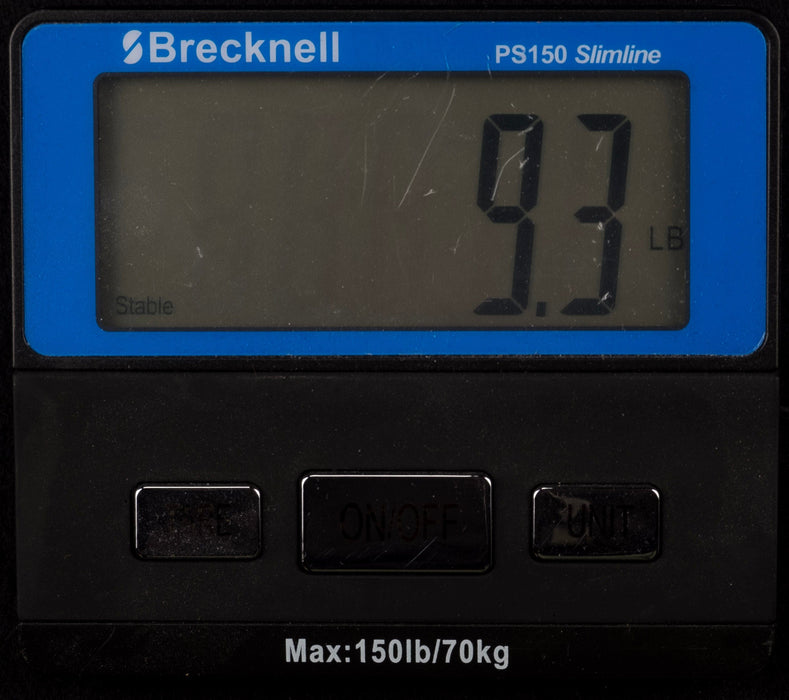 Brecknell PS150 Slimline
9.3 LB
Stable
ON/OFF UNIT
Max:150lb/70kg